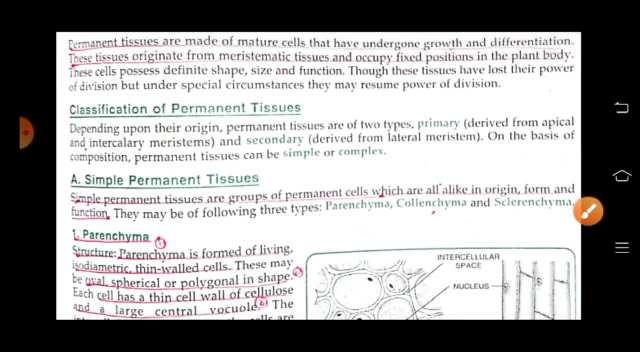 Permanent tissues are made of mature cells that have undergone growth and differentiation.
These tissues originate from meristematic tissues and occupy fixed positions in the plant body.
These cells possess definite shape, size and function. Though these tissues have lost their power
of division but under special circumstances they may resume power of division.
Classification of Permanent Tissues
Depending upon their origin, permanent tissues are of two types, primary (derived from apical
and intercalary meristems) and secondary (derived from lateral meristem). On the basis of
composition, permanent tissues can be simple or complex.
A. Simple Permanent Tissues
Simple permanent tissues are groups of permanent cells which are all alike in origin, form and
function. They may be of following three types: Parenchyma, Collenchyma and Sclerenchyma.
1. Parenchyma
Structure: Parenchyma is formed of living,
isodiametric, thin-walled cells. These may
be oval, spherical or polygonal in shape.
Each cell has a thin cell wall of cellulose
and a large central vocuole. The
cells are
INTERCELLULAR
SPACE
NUCLEUS